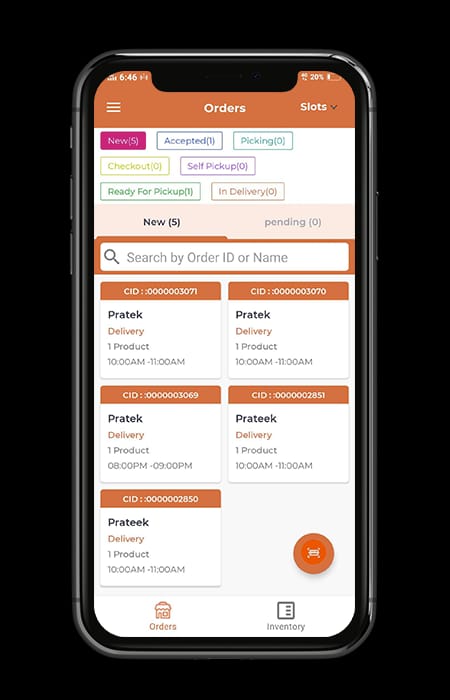 6:46
4G 20%
Orders
Slots
New(5) Accepted(1) Picking(0)
Checkout(0) Self Pickup(0)
Ready For Pickup(1) In Delivery(0)
New (5) pending (0)
Search by Order ID or Name
CID : :0000003071
Pratek
Delivery
1 Product
10:00AM -11:00AM
CID : :0000003070
Pratek
Delivery
1 Product
10:00AM -11:00AM
CID : :0000003069
Pratek
Delivery
1 Product
08:00PM -09:00PM
CID : :0000002851
Prateek
Delivery
1 Product
10:00AM -11:00AM
CID : :0000002850
Prateek
Delivery
1 Product
10:00AM -11:00AM
Orders
Inventory